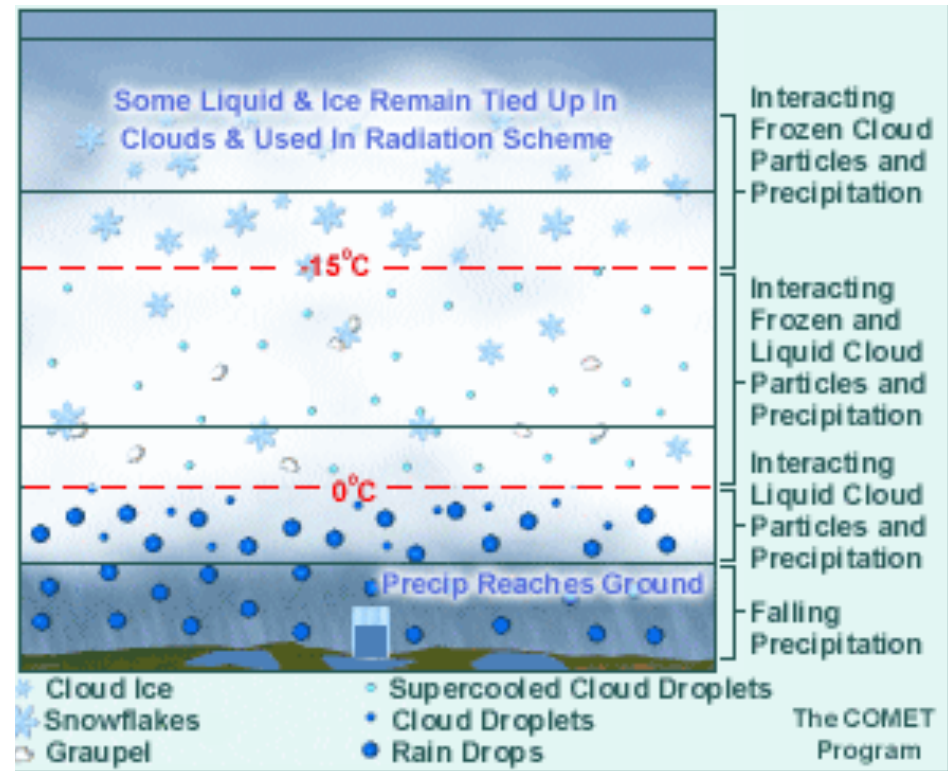 Some Liquid & Ice Remain Tied Up In
Clouds & Used In Radiation Scheme
Interacting
Frozen Cloud
Particles and
Precipitation
-15°C
Interacting
Frozen and
Liquid Cloud
Particles and
Precipitation
0°C
Interacting
Liquid Cloud
Particles and
Precipitation
Precip Reaches Ground
Falling
Precipitation
Cloud Ice
Snowflakes
Graupel
Supercooled Cloud Droplets
Cloud Droplets
Rain Drops
The COMET
Program